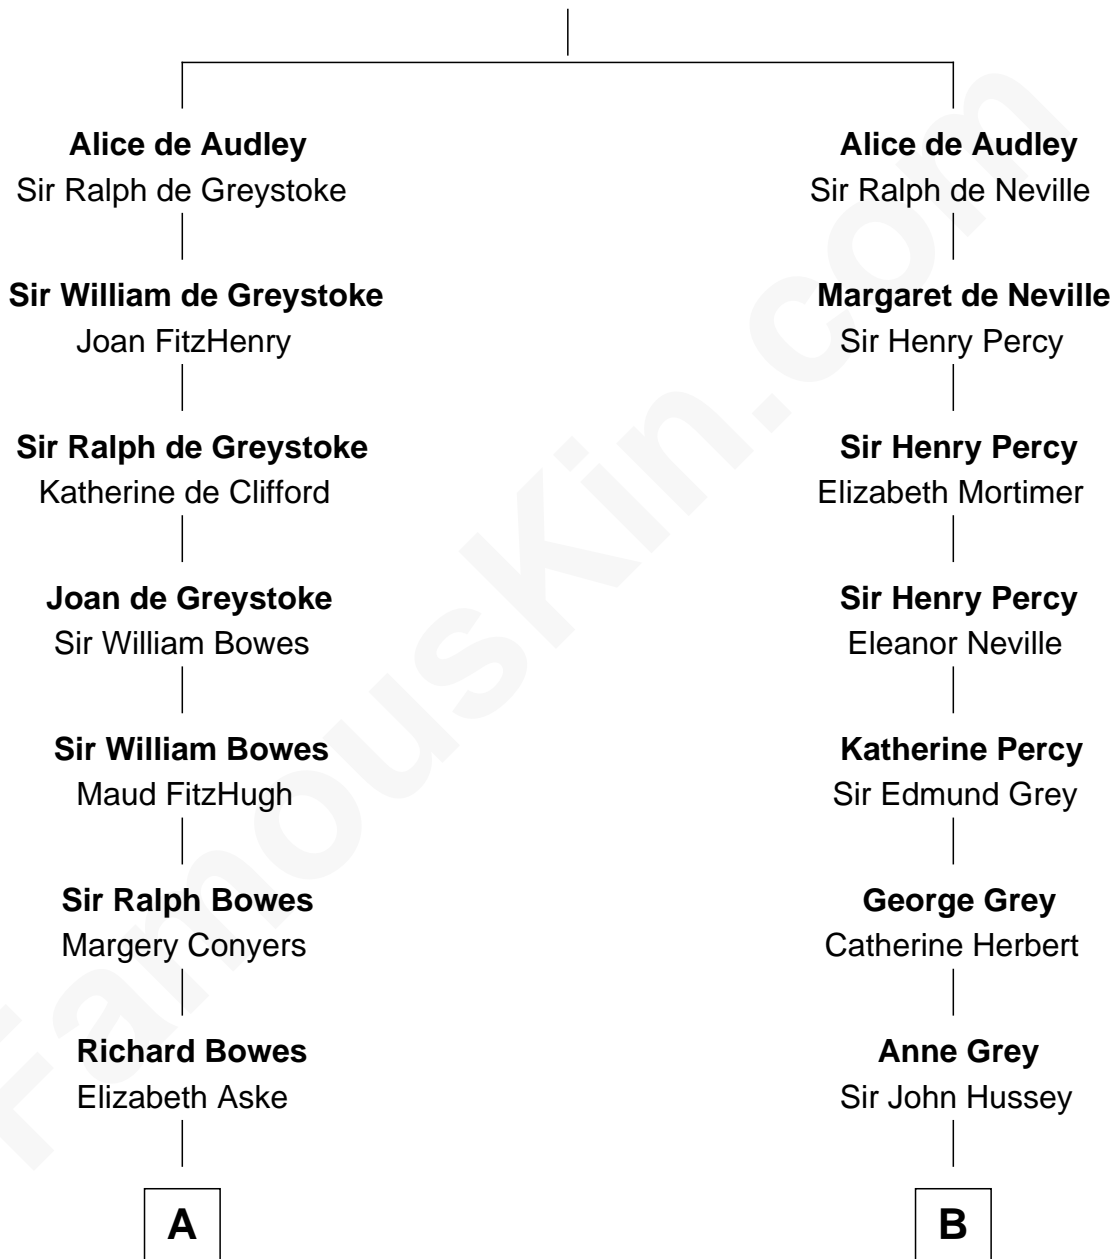 Alice de Audley
Sir Ralph de Greystoke
Sir William de Greystoke
Joan FitzHenry
Sir Ralph de Greystoke
Katherine de Clifford
Joan de Greystoke
Sir William Bowes
Sir William Bowes
Maud FitzHugh
Sir Ralph Bowes
Margery Conyers
Richard Bowes
Elizabeth Aske
A
Alice de Audley
Sir Ralph de Neville
Margaret de Neville
Sir Henry Percy
Sir Henry Percy
Elizabeth Mortimer
Sir Henry Percy
Eleanor Neville
Katherine Percy
Sir Edmund Grey
George Grey
Catherine Herbert
Anne Grey
Sir John Hussey
B
FamousKin.com